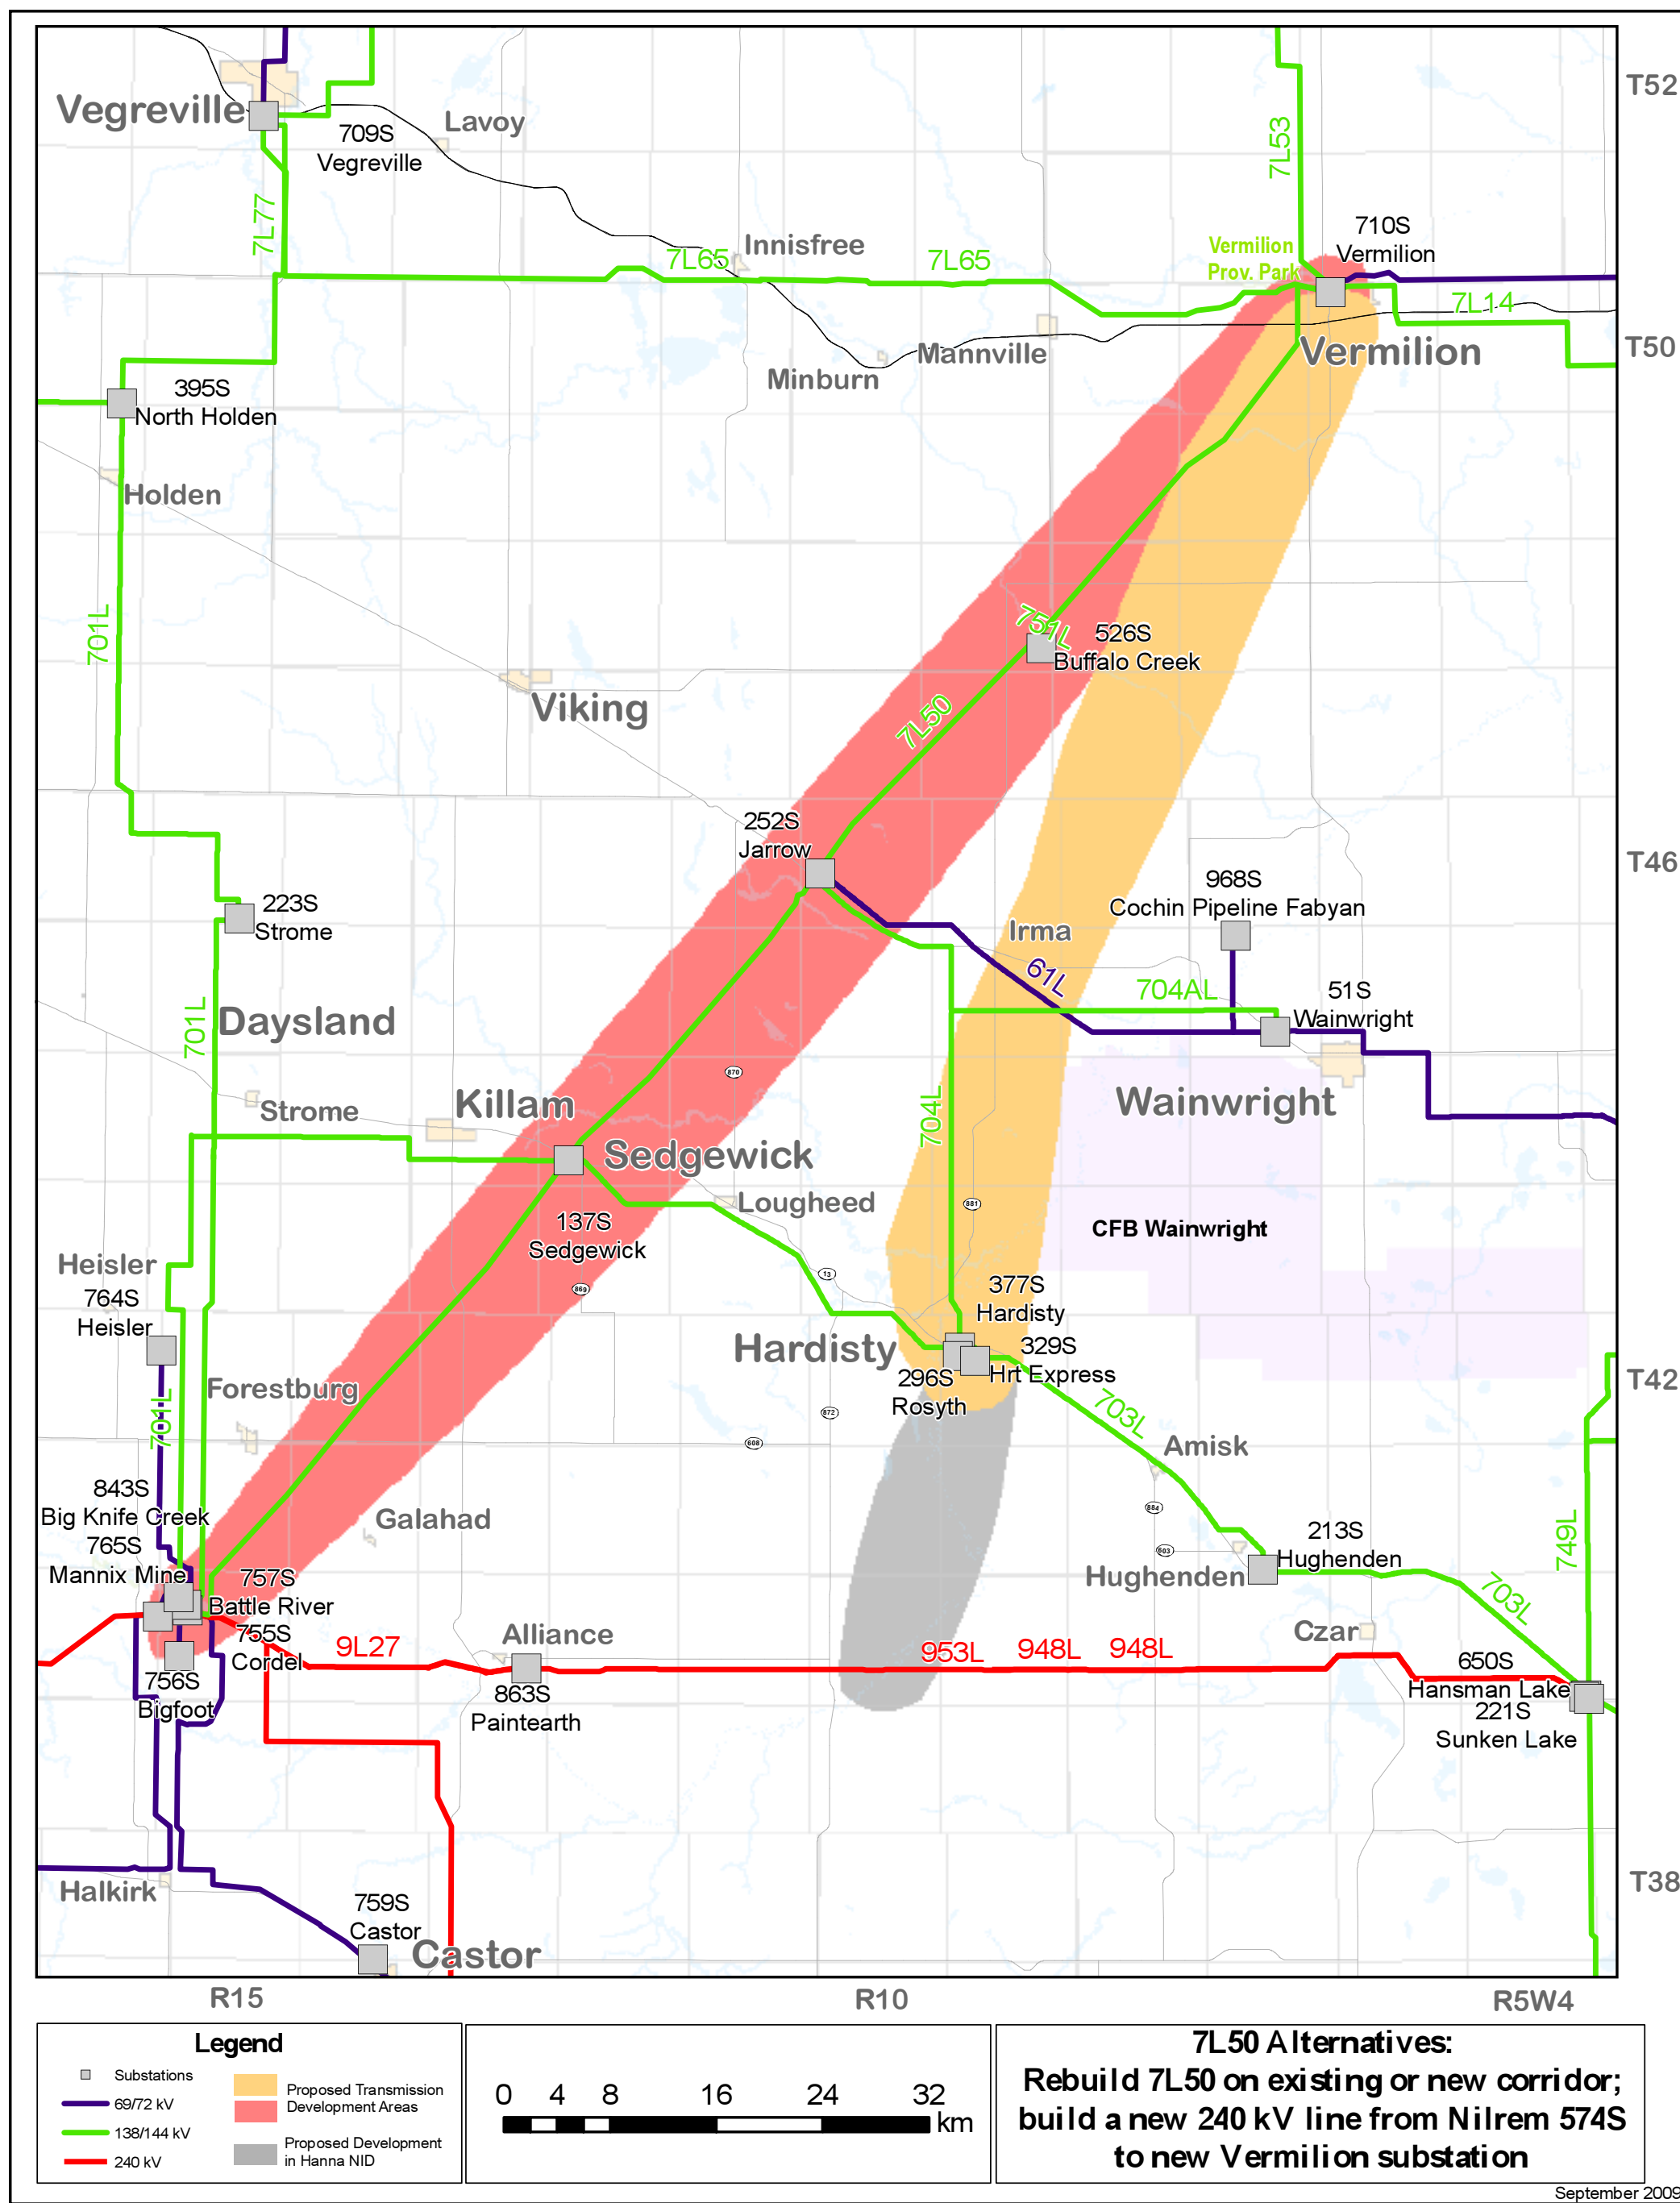 T52
Vegreville
709S
Vegreville
Lavoy
7L53
7L77
710S
Vermilion
Vermilion
Prov. Park
Innisfree
7L65
7L65
7L14
T50
Mannville
Vermilion
Minburn
395S
North Holden
Holden
701L
751L
526S
Buffalo Creek
Viking
7L50
252S
Jarrow
T46
968S
Cochin Pipeline Fabyan
223S
Strome
Irma
61L
704AL
51S
Wainwright
701L
Daysland
870
Killam
Strome
Wainwright
704L
Sedgewick
Lougheed
881
137S
Sedgewick
CFB Wainwright
Heisler
764S
Heisler
13
869
377S
Hardisty
Hardisty
329S
Hrt Express
296S
Rosyth
T42
Forestburg
701L
872
703L
608
Amisk
843S
Big Knife Creek
884
Galahad
765S
Mannix Mine
603
213S
Hughenden
749L
Hughenden
757S
Battle River
703L
755S
Cordel
9L27
Alliance
953L
948L
948L
Czar
650S
Hansman Lake
756S
Bigfoot
863S
Paintearth
221S
Sunken Lake
Halkirk
T38
759S
Castor
Castor
R15
R10
R5W4
Legend
Substations
69/72 kV
138/144 kV
240 kV
Proposed Transmission
Development Areas
Proposed Development
in Hanna NID
0 4 8 16 24 32
km
7L50 Alternatives:
Rebuild 7L50 on existing or new corridor;
build a new 240 kV line from Nilrem 574S
to new Vermilion substation
September 2009